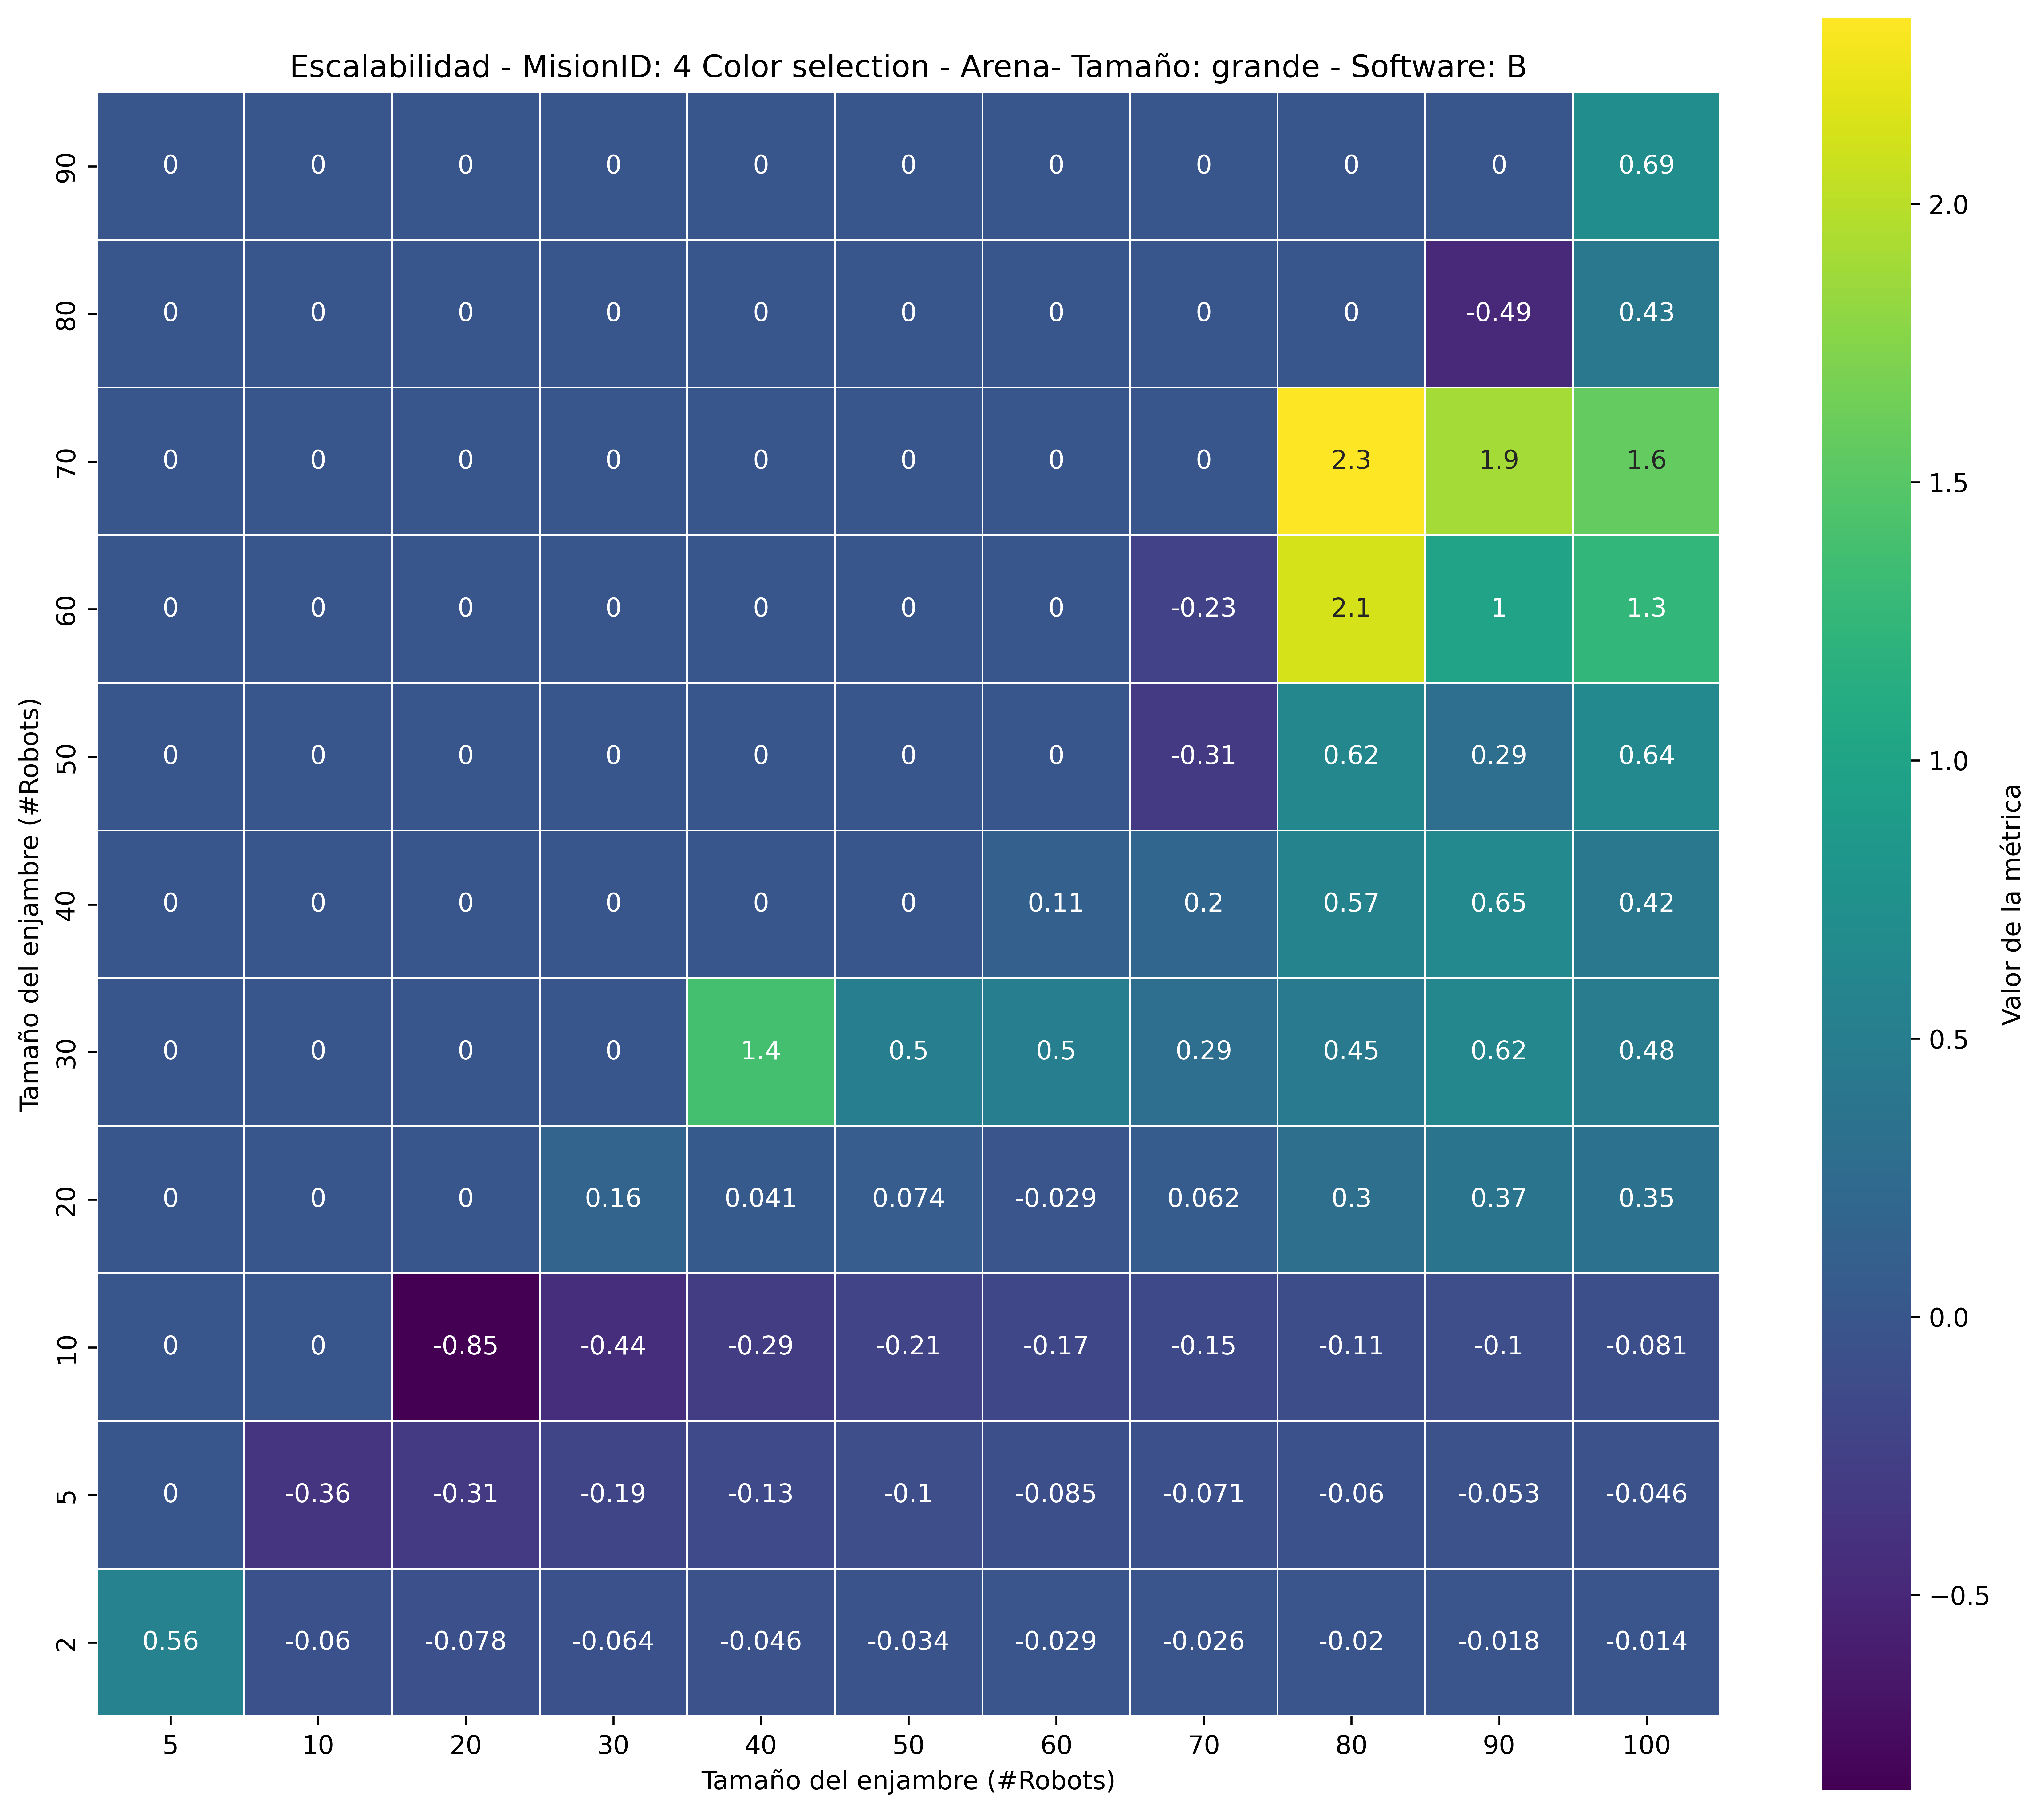 Escalabilidad - MisionID: 4 Color selection - Arena- Tamaño: grande - Software: B
90 0 0 0 0 0 0 0 0 0 0 0.69
80 0 0 0 0 0 0 0 0 0 -0.49 0.43
70 0 0 0 0 0 0 0 0 2.3 1.9 1.6
60 0 0 0 0 0 0 0 -0.23 2.1 1 1.3
50 0 0 0 0 0 0 0 -0.31 0.62 0.29 0.64
40 0 0 0 0 0 0 0.11 0.2 0.57 0.65 0.42
30 0 0 0 0 1.4 0.5 0.5 0.29 0.45 0.62 0.48
20 0 0 0 0.16 0.041 0.074 -0.029 0.062 0.3 0.37 0.35
10 0 0 -0.85 -0.44 -0.29 -0.21 -0.17 -0.15 -0.11 -0.1 -0.081
5 0 -0.36 -0.31 -0.19 -0.13 -0.1 -0.085 -0.071 -0.06 -0.053 -0.046
2 0.56 -0.06 -0.078 -0.064 -0.046 -0.034 -0.029 -0.026 -0.02 -0.018 -0.014
5 10 20 30 40 50 60 70 80 90 100
Tamaño del enjambre (#Robots)
Tamaño del enjambre (#Robots)
2.0
1.5
1.0
0.5
0.0
−0.5
Valor de la métrica